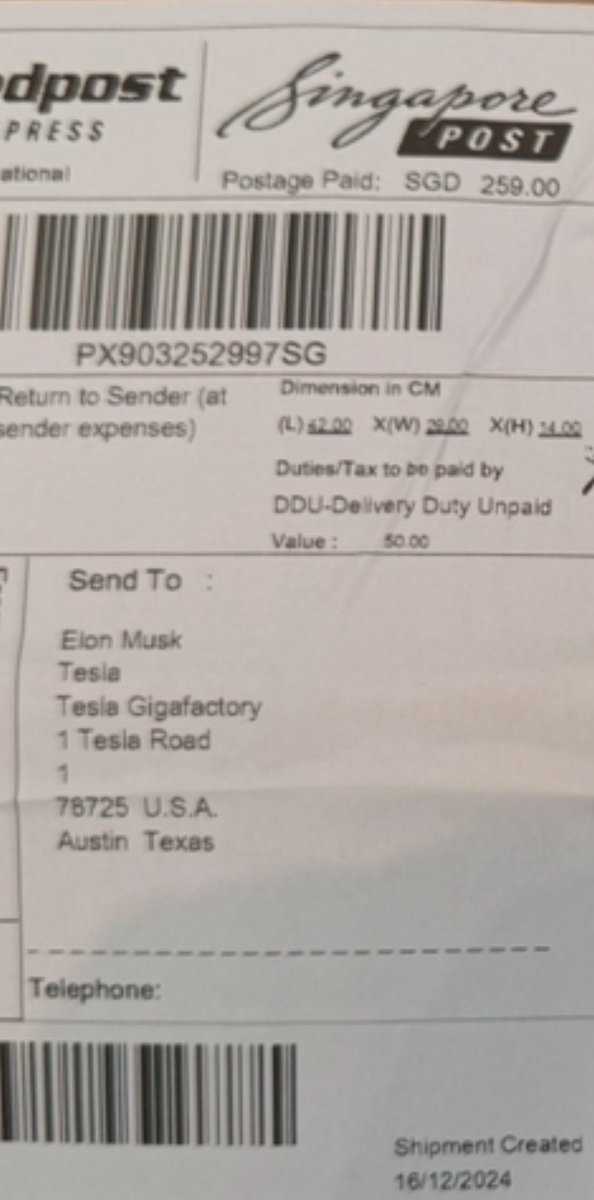 dpost
PRESS
ational
Singapore
POST
Postage Paid: SGD 259.00
PX903252997SG
Return to Sender (at
sender expenses)
Dimension in CM
(L) 62.00 X(W) 29.00 X(H) 14.00
Duties/Tax to be paid by
DDU-Delivery Duty Unpaid
Value : 50.00
Send To :
Elon Musk
Tesla
Tesla Gigafactory
1 Tesla Road
1
78725 U.S.A.
Austin Texas
Telephone:
Shipment Created
16/12/2024